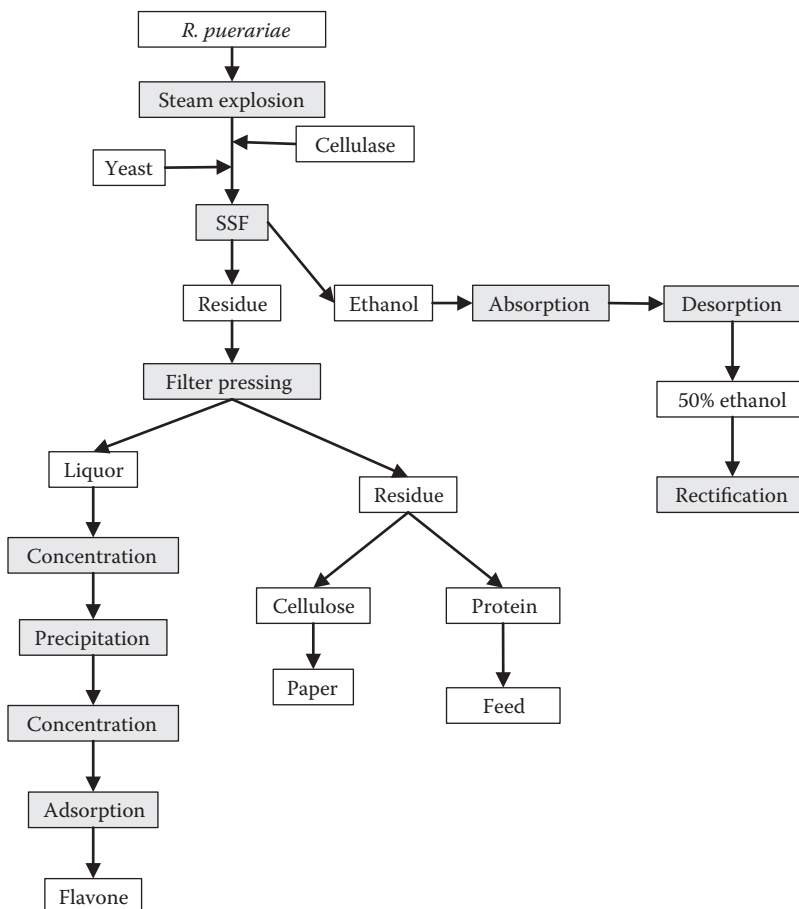 R. puerariae
Steam explosion
Cellulase
Yeast
SSF
Residue
Ethanol
Absorption
Desorption
Filter pressing
50% ethanol
Liquor
Residue
Rectification
Concentration
Cellulose
Protein
Precipitation
Paper
Feed
Concentration
Adsorption
Flavone